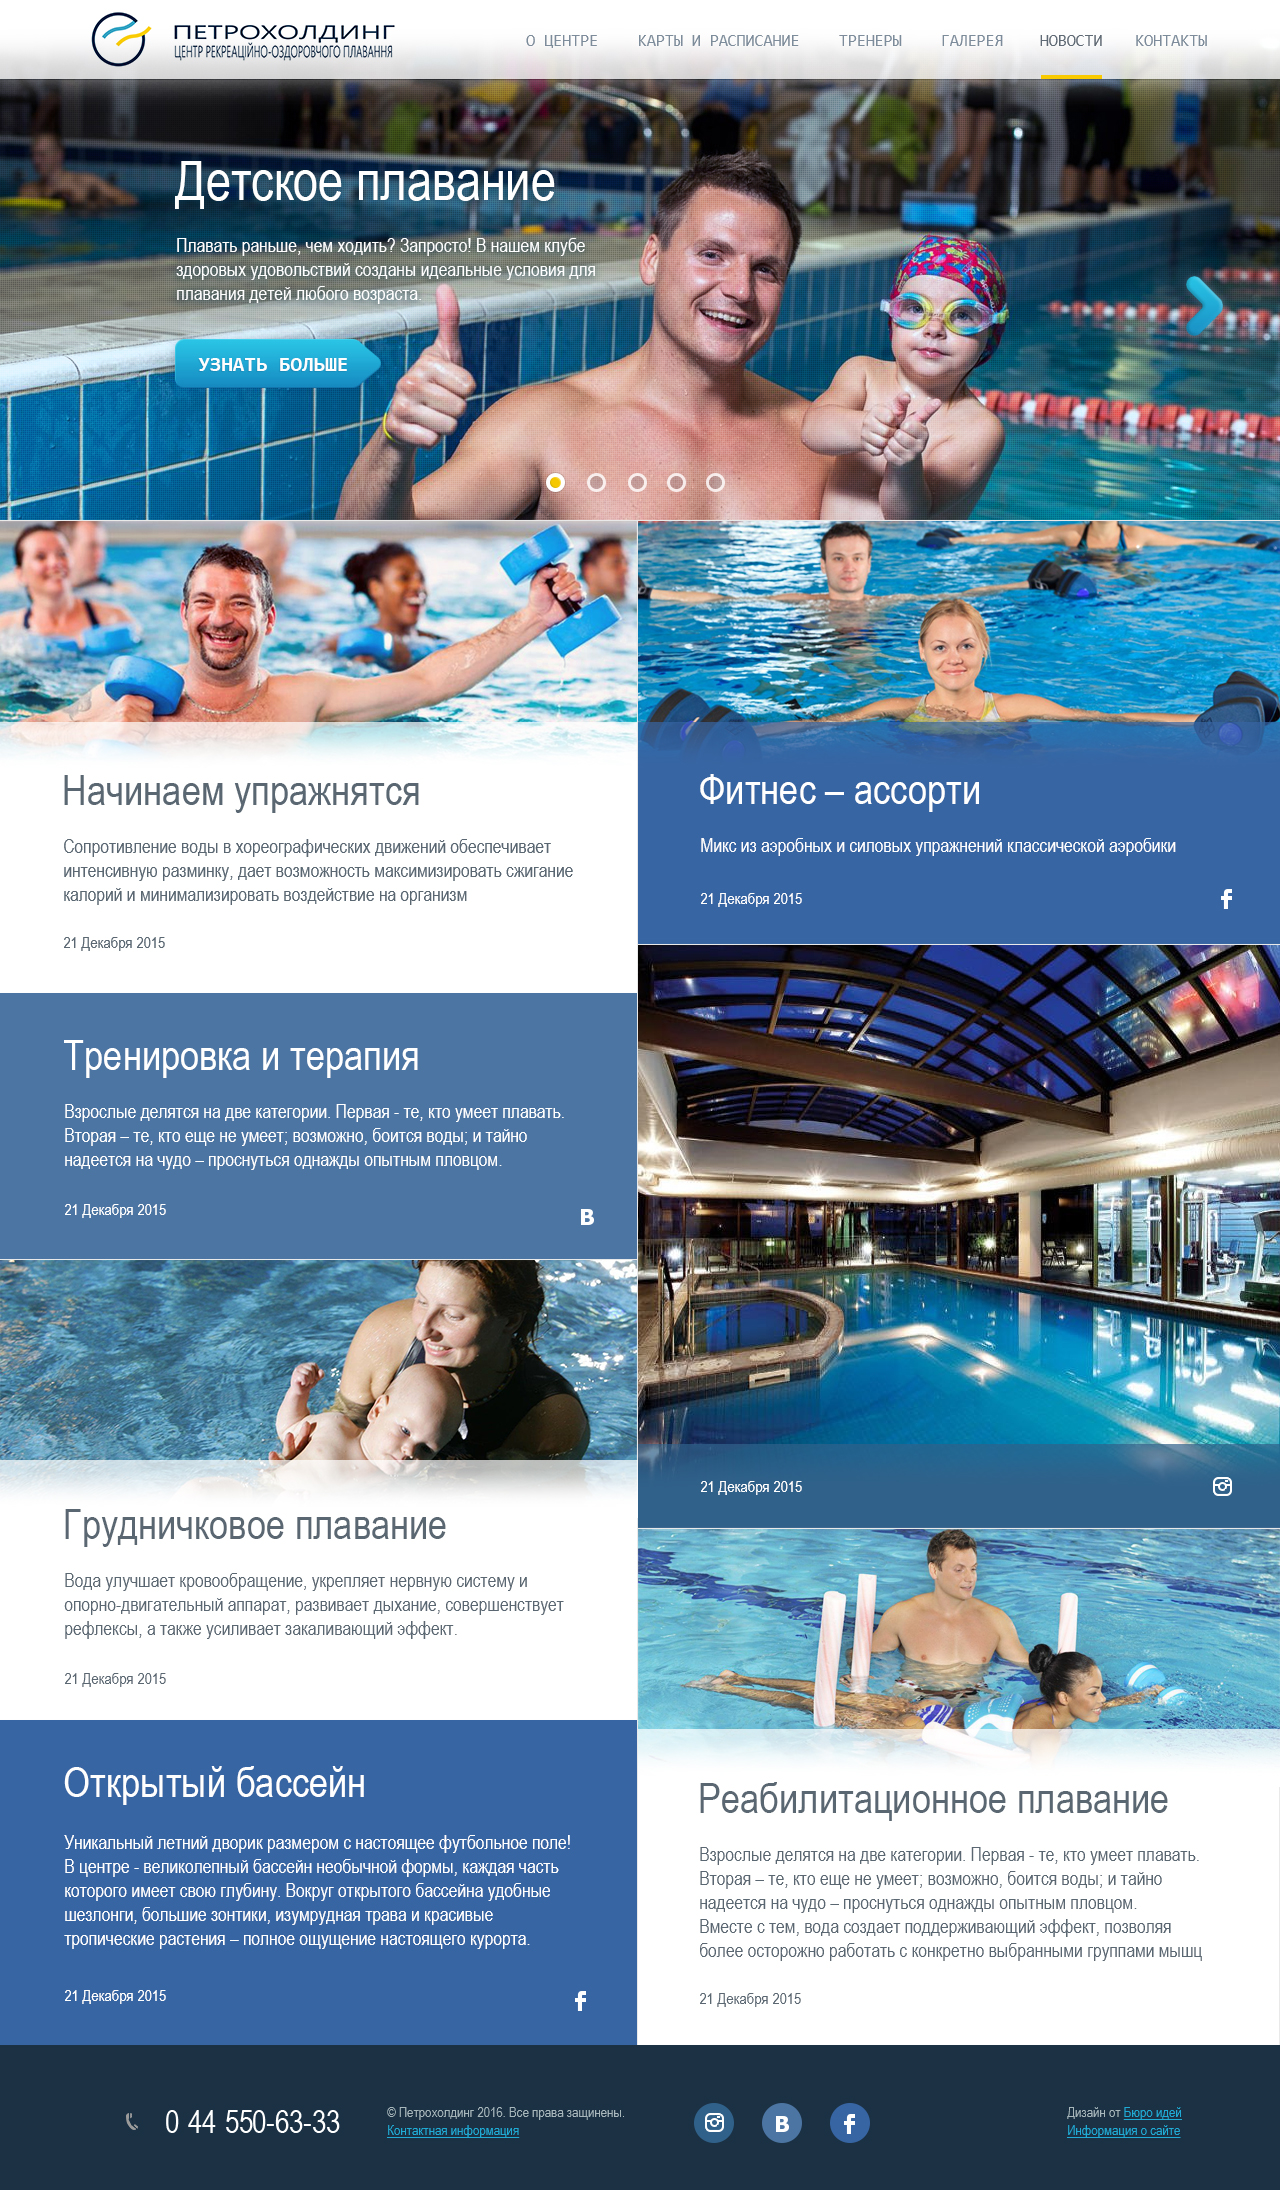 ПЕТРОХОЛДИНГ
ЦЕНТР РЕКРЕАЦІЙНО-ОЗДОРОВЧОГО ПЛАВАННЯ
О ЦЕНТРЕ
КАРТЫ И РАСПИСАНИЕ
ТРЕНЕРЫ
ГАЛЕРЕЯ
НОВОСТИ
КОНТАКТЫ
Детское плавание
Плавать раньше, чем ходить? Запросто! В нашем клубе
здоровых удовольствий созданы идеальные условия для
плавания детей любого возраста.
УЗНАТЬ БОЛЬШЕ
Начинаем упражнятся
Сопротивление воды в хореографических движений обеспечивает
интенсивную разминку, дает возможность максимизировать сжигание
калорий и минимализировать воздействие на организм
21 Декабря 2015
Фитнес – ассорти
Микс из аэробных и силовых упражнений классической аэробики
21 Декабря 2015
f
Тренировка и терапия
Взрослые делятся на две категории. Первая - те, кто умеет плавать.
Вторая – те, кто еще не умеет; возможно, боится воды; и тайно
надеется на чудо – проснуться однажды опытным пловцом.
21 Декабря 2015
B
21 Декабря 2015
Грудничковое плавание
Вода улучшает кровообращение, укрепляет нервную систему и
опорно-двигательный аппарат, развивает дыхание, совершенствует
рефлексы, а также усиливает закаливающий эффект.
21 Декабря 2015
Реабилитационное плавание
Взрослые делятся на две категории. Первая - те, кто умеет плавать.
Вторая – те, кто еще не умеет; возможно, боится воды; и тайно
надеется на чудо – проснуться однажды опытным пловцом.
Вместе с тем, вода создает поддерживающий эффект, позволяя
более осторожно работать с конкретно выбранными группами мышц
21 Декабря 2015
Открытый бассейн
Уникальный летний дворик размером с настоящее футбольное поле!
В центре - великолепный бассейн необычной формы, каждая часть
которого имеет свою глубину. Вокруг открытого бассейна удобные
шезлонги, большие зонтики, изумрудная трава и красивые
тропические растения – полное ощущение настоящего курорта.
21 Декабря 2015
f
0 44 550-63-33
© Петрохолдинг 2016. Все права защинены.
Контактная информация
B
f
Дизайн от Бюро идей
Информация о сайте